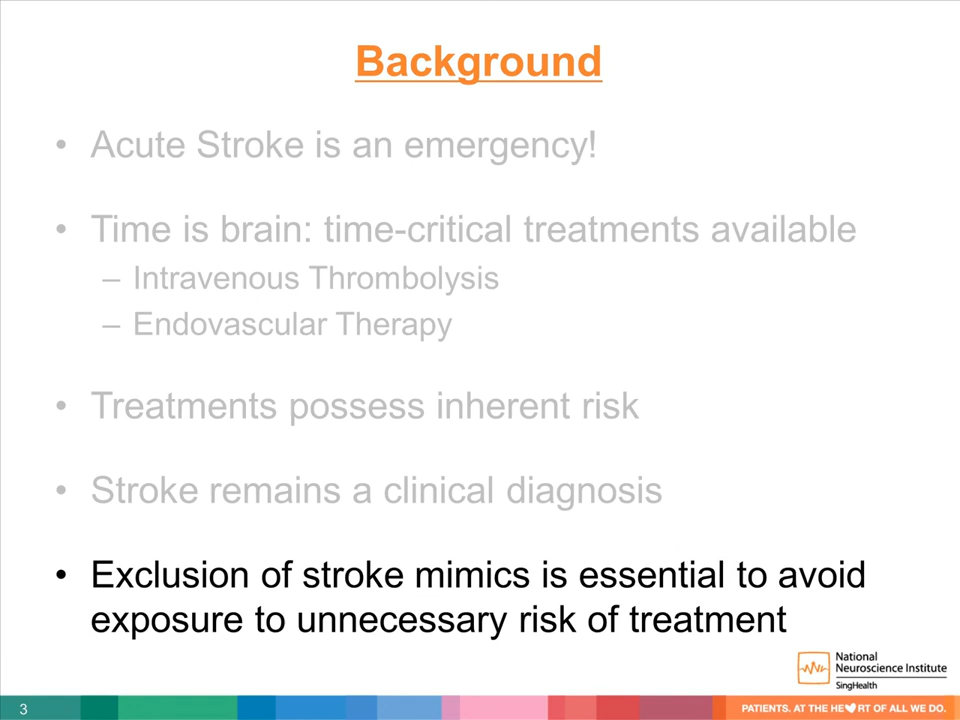 Background
• Acute Stroke is an emergency!
• Time is brain: time-critical treatments available
– Intravenous Thrombolysis
– Endovascular Therapy
• Treatments possess inherent risk
• Stroke remains a clinical diagnosis
• Exclusion of stroke mimics is essential to avoid
exposure to unnecessary risk of treatment
National
Neuroscience Institute
SingHealth
3
PATIENTS. AT THE HE♥RT OF ALL WE DO.